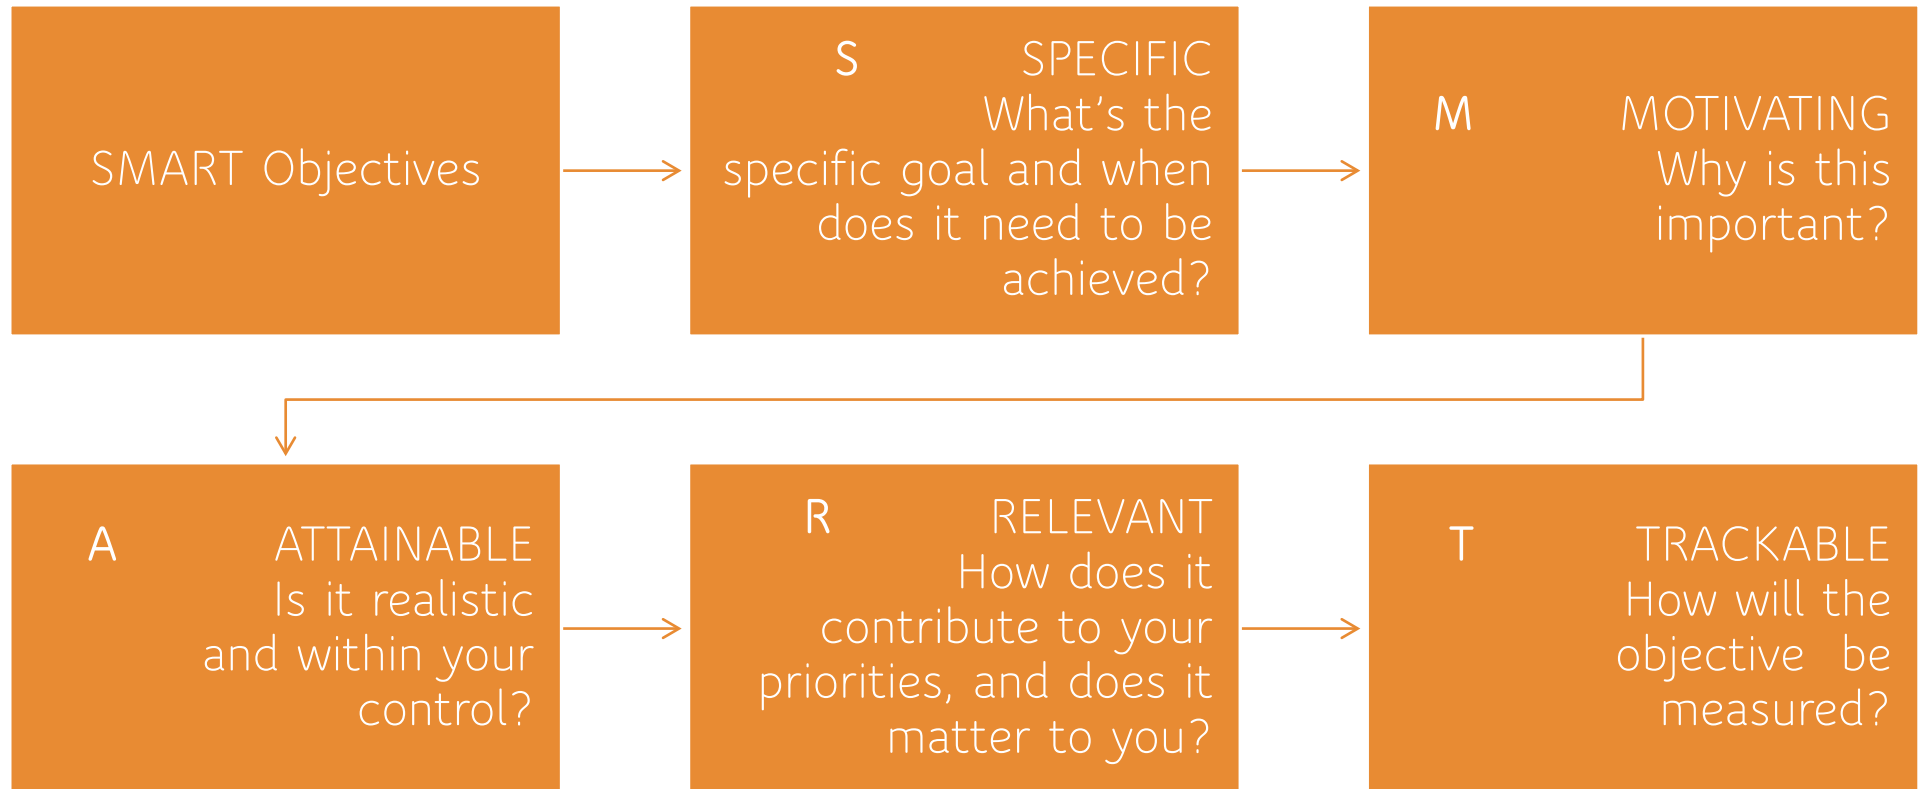 SMART Objectives
S SPECIFIC
What’s the
specific goal and when
does it need to be
achieved?
M MOTIVATING
Why is this
important?
A ATTAINABLE
Is it realistic
and within your
control?
R RELEVANT
How does it
contribute to your
priorities, and does it
matter to you?
T TRACKABLE
How will the
objective be
measured?